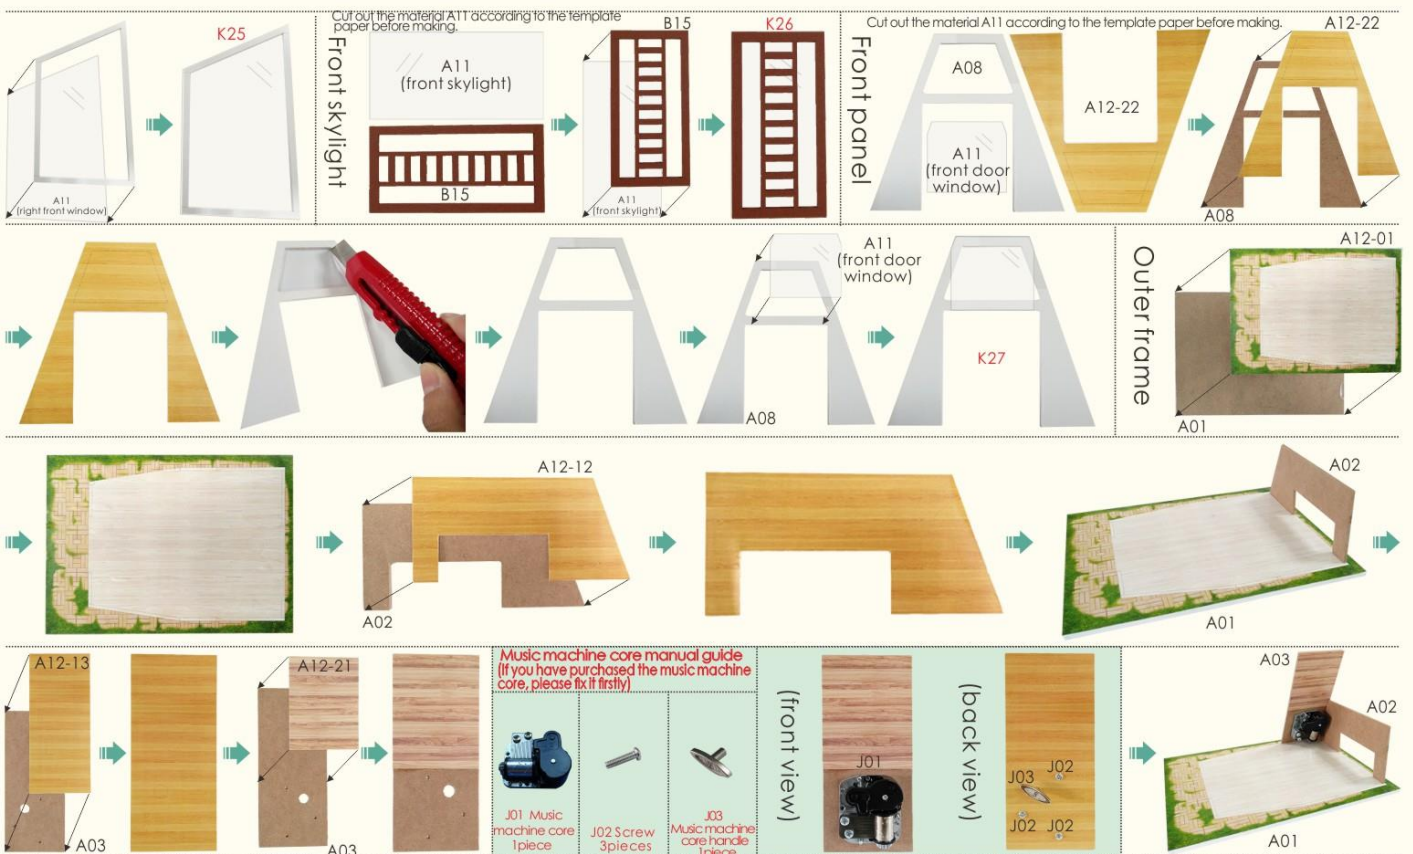 K25
A11
(right front window)
Front skylight
Cut out the material A11 according to the template
paper before making.
A11
(front skylight)
B15
B15
A11
(front skylight)
K26
Front panel
Cut out the material A11 according to the template paper before making.
A08
A11
(front door
window)
A12-22
A12-22
A08
A11
(front door
window)
A08
K27
Outer frame
A12-01
A01
A12-12
A02
A02
A01
A12-13
A03
A12-21
A03
Music machine core manual guide
(If you have purchased the music machine
core, please fix it firstly)
J01 Music
machine core
1piece
J02 Screw
3pieces
J03
Music machine
core handle
1piece
(front view)
J01
(back view)
J03
J02
J02
J02
A03
A02
A01